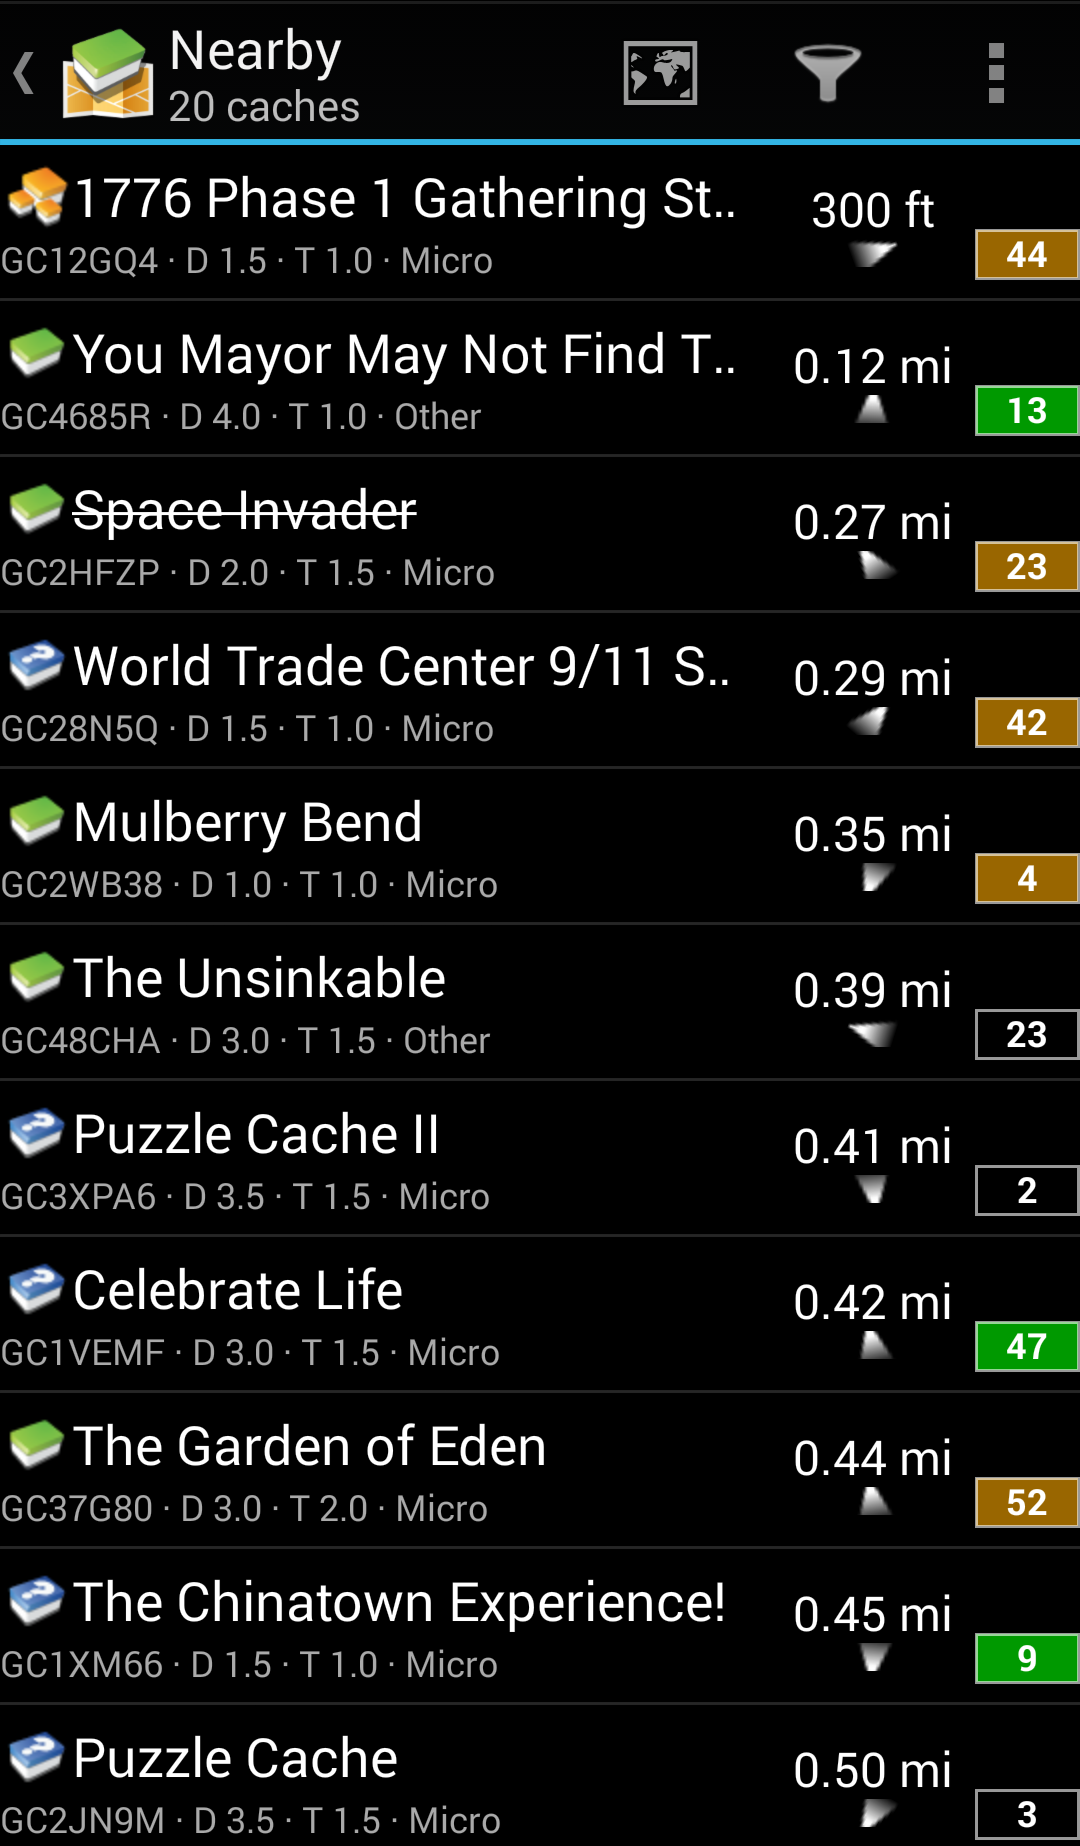 Nearby
20 caches
1776 Phase 1 Gathering St..
300 ft
GC12GQ4 · D 1.5 · T 1.0 · Micro
44
You Mayor May Not Find T..
0.12 mi
GC4685R · D 4.0 · T 1.0 · Other
13
Space Invader
0.27 mi
GC2HFZP · D 2.0 · T 1.5 · Micro
23
World Trade Center 9/11 S..
0.29 mi
GC28N5Q · D 1.5 · T 1.0 · Micro
42
Mulberry Bend
0.35 mi
GC2WB38 · D 1.0 · T 1.0 · Micro
4
The Unsinkable
0.39 mi
GC48CHA · D 3.0 · T 1.5 · Other
23
Puzzle Cache II
0.41 mi
GC3XPA6 · D 3.5 · T 1.5 · Micro
2
Celebrate Life
0.42 mi
GC1VEMF · D 3.0 · T 1.5 · Micro
47
The Garden of Eden
0.44 mi
GC37G80 · D 3.0 · T 2.0 · Micro
52
The Chinatown Experience!
0.45 mi
GC1XM66 · D 1.5 · T 1.0 · Micro
9
Puzzle Cache
0.50 mi
GC2JN9M · D 3.5 · T 1.5 · Micro
3